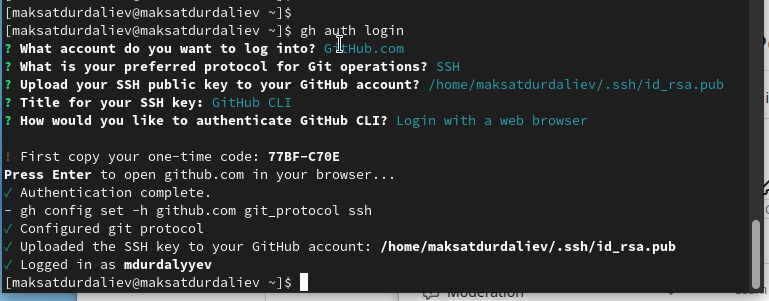 [maksatdurdaliev@maksatdurdaliev ~]$
[maksatdurdaliev@maksatdurdaliev ~]$ gh auth login
? What account do you want to log into? GitHub.com
? What is your preferred protocol for Git operations? SSH
? Upload your SSH public key to your GitHub account? /home/maksatdurdaliev/.ssh/id_rsa.pub
? Title for your SSH key: GitHub CLI
? How would you like to authenticate GitHub CLI? Login with a web browser
! First copy your one-time code: 77BF-C70E
Press Enter to open github.com in your browser...
✓ Authentication complete.
- gh config set -h github.com git_protocol ssh
✓ Configured git protocol
✓ Uploaded the SSH key to your GitHub account: /home/maksatdurdaliev/.ssh/id_rsa.pub
✓ Logged in as mdurdalyyev
[maksatdurdaliev@maksatdurdaliev ~]$
Moderation